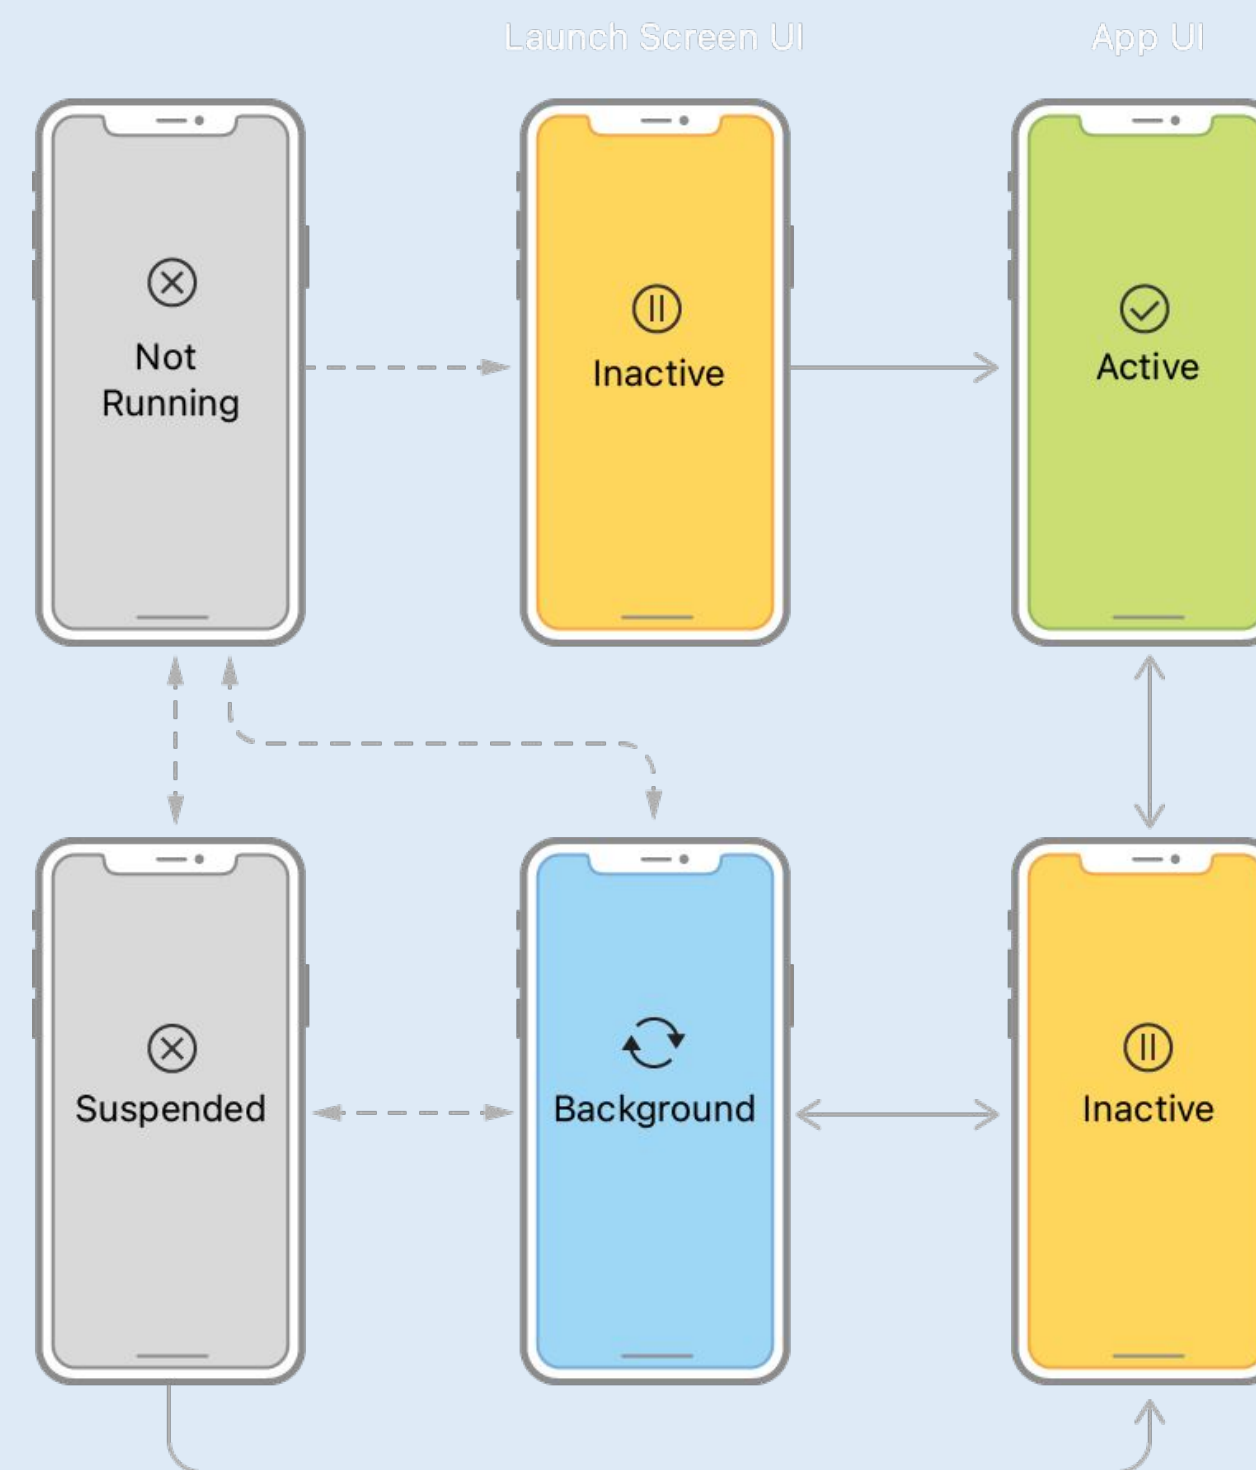 Launch Screen UI
App UI
Not
Running
Inactive
Active
Suspended
Background
Inactive